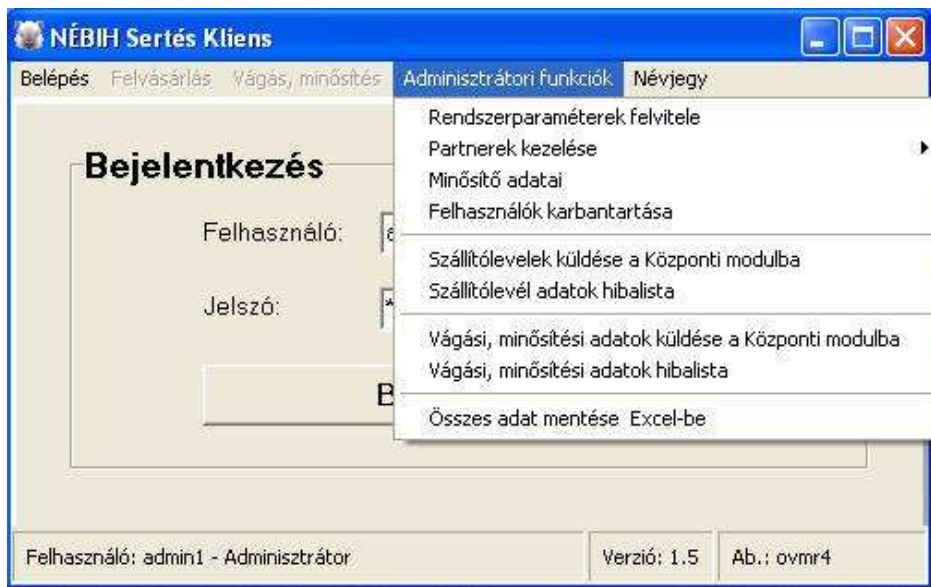 NÉBIH Sertés Kliens
Belépés Felvásárlás Vágás, minősítés Adminisztrátori funkciók Névjegy
Rendszerparaméterek felvitele
Partnerek kezelése
Minősítő adatai
Felhasználók karbantartása
Szállítólevelek küldése a Központi modulba
Szállítólevél adatok hibalista
Vágási, minősítési adatok küldése a Központi modulba
Vágási, minősítési adatok hibalista
Összes adat mentése Excel-be
Bejelentkezés
Felhasználó:
Jelszó:
B
Felhasználó: admin1 - Adminisztrátor Verzió: 1.5 Ab.: ovmr4